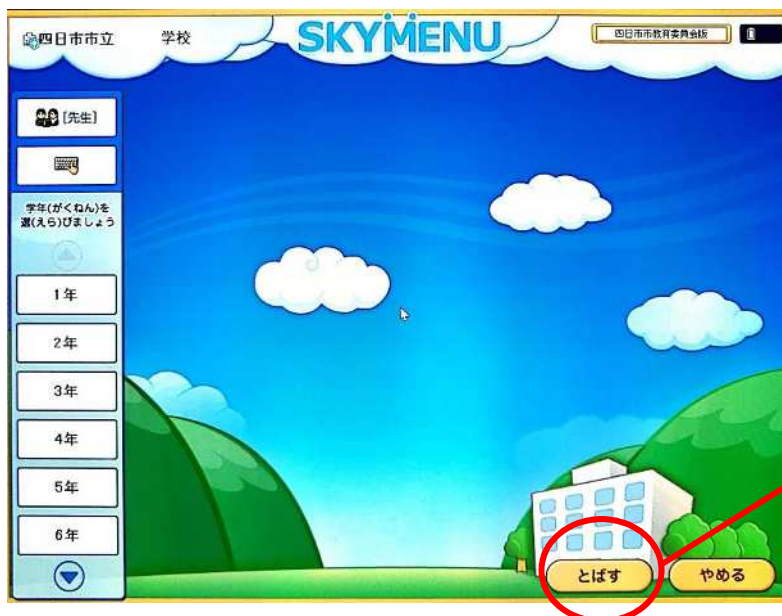 四日市市立 学校
SKYMENU
四日市市教育委員会版
[先生]
学年(がくねん)を
選(えら)びましょう
1年
2年
3年
4年
5年
6年
とばす
やめる